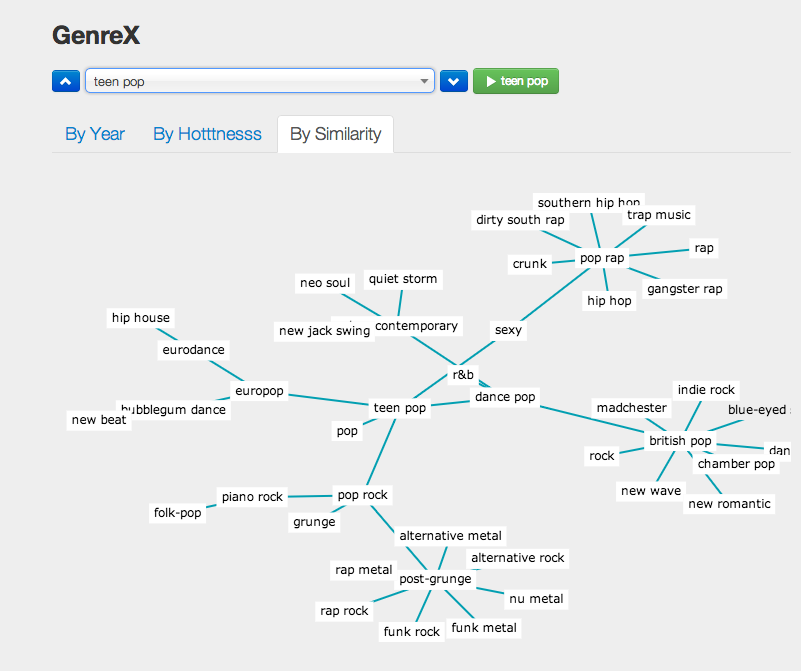 GenreX
teen pop
teen pop
By Year
By Hotttnesss
By Similarity
southern hip hop
trap music
dirty south rap
rap
pop rap
crunk
quiet storm
neo soul
gangster rap
hip hop
hip house
contemporary
new jack swing
sexy
eurodance
r&b
europop
indie rock
dance pop
teen pop
madchester
blue-eyed
bubblegum dance
new beat
pop
british pop
rock
chamber pop
new wave
piano rock
pop rock
new romantic
folk-pop
grunge
alternative metal
alternative rock
rap metal
post-grunge
nu metal
rap rock
funk metal
funk rock